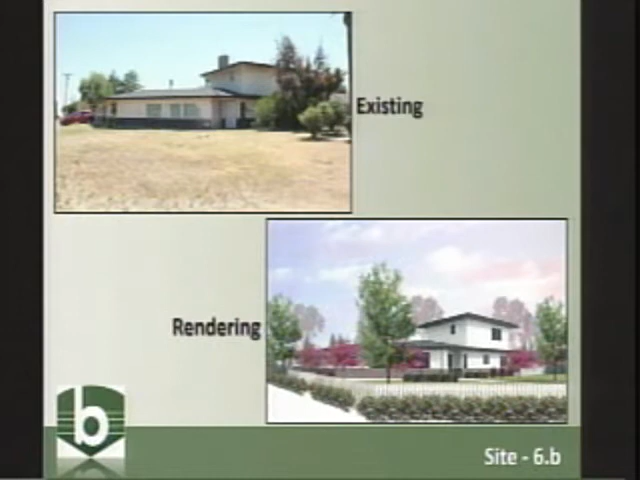 Existing
Rendering
b
Site - 6.b